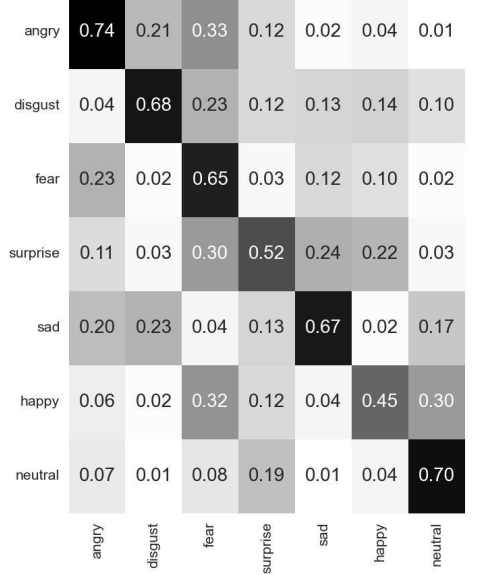 angry 0.74 0.21 0.33 0.12 0.02 0.04 0.01
disgust 0.04 0.68 0.23 0.12 0.13 0.14 0.10
fear 0.23 0.02 0.65 0.03 0.12 0.10 0.02
surprise 0.11 0.03 0.30 0.52 0.24 0.22 0.03
sad 0.20 0.23 0.04 0.13 0.67 0.02 0.17
happy 0.06 0.02 0.32 0.12 0.04 0.45 0.30
neutral 0.07 0.01 0.08 0.19 0.01 0.04 0.70
angry disgust fear surprise sad happy neutral